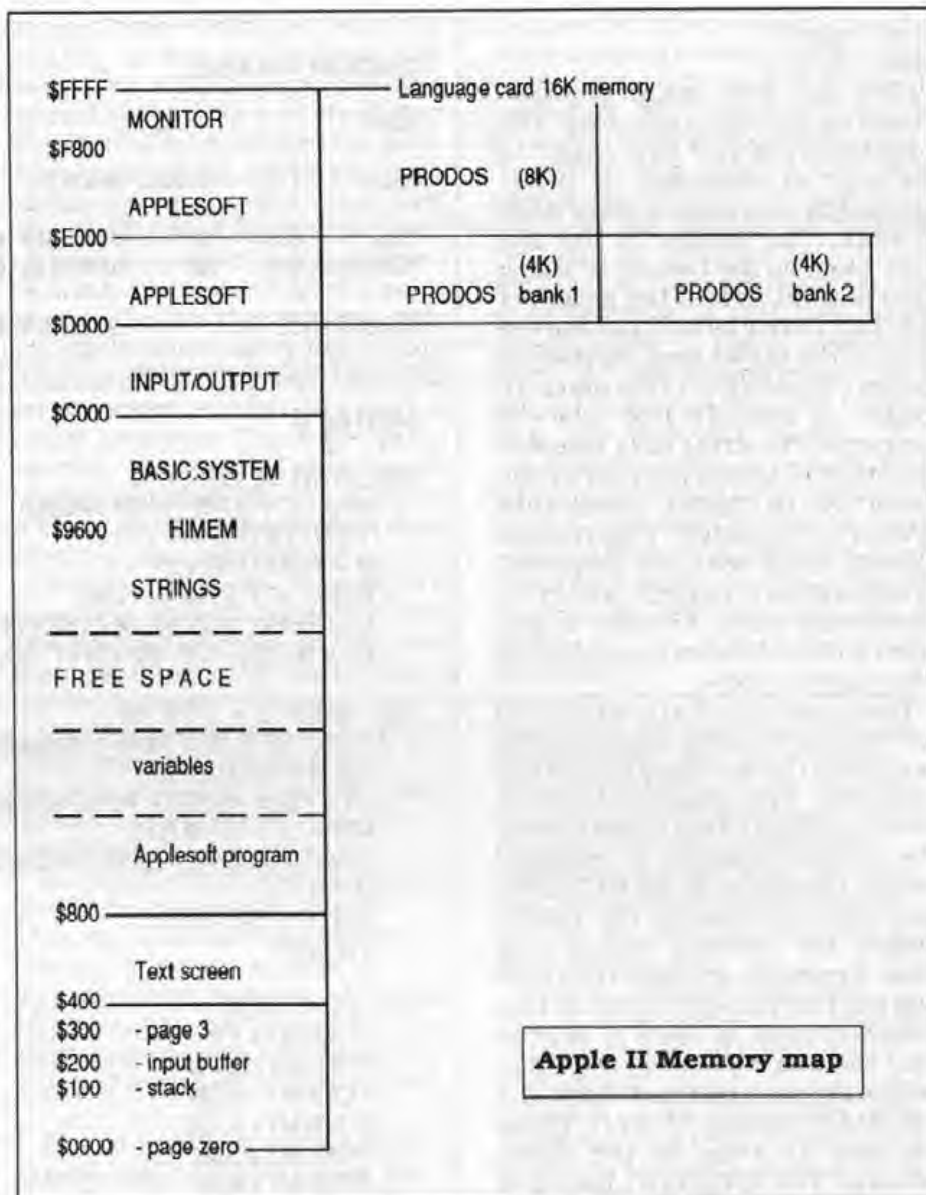 $FFFF Language card 16K memory
MONITOR
$F800
PRODOS (8K)
APPLESOFT
$E000
(4K) (4K)
APPLESOFT PRODOS bank 1 PRODOS bank 2
$D000
INPUT/OUTPUT
$C000
BASIC.SYSTEM
$9600 HIMEM
STRINGS
FREE SPACE
variables
Applesoft program
$800
Text screen
$400
$300 - page 3
$200 - input buffer
$100 - stack
Apple II Memory map
$0000 - page zero